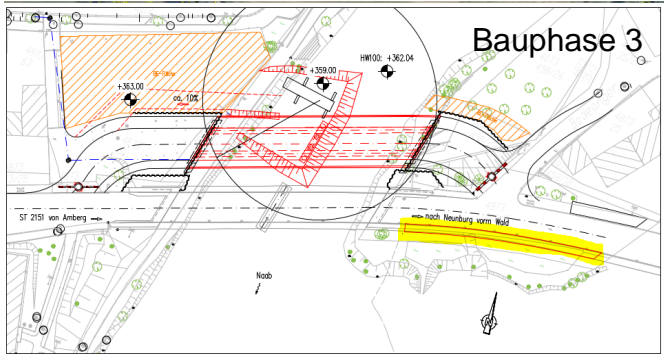 Bauphase 3
HW100: +362.04
+359.00
+363.00
ca. 10%
ST 2151 von Amberg
nach Neunburg vorm Wald
Naab